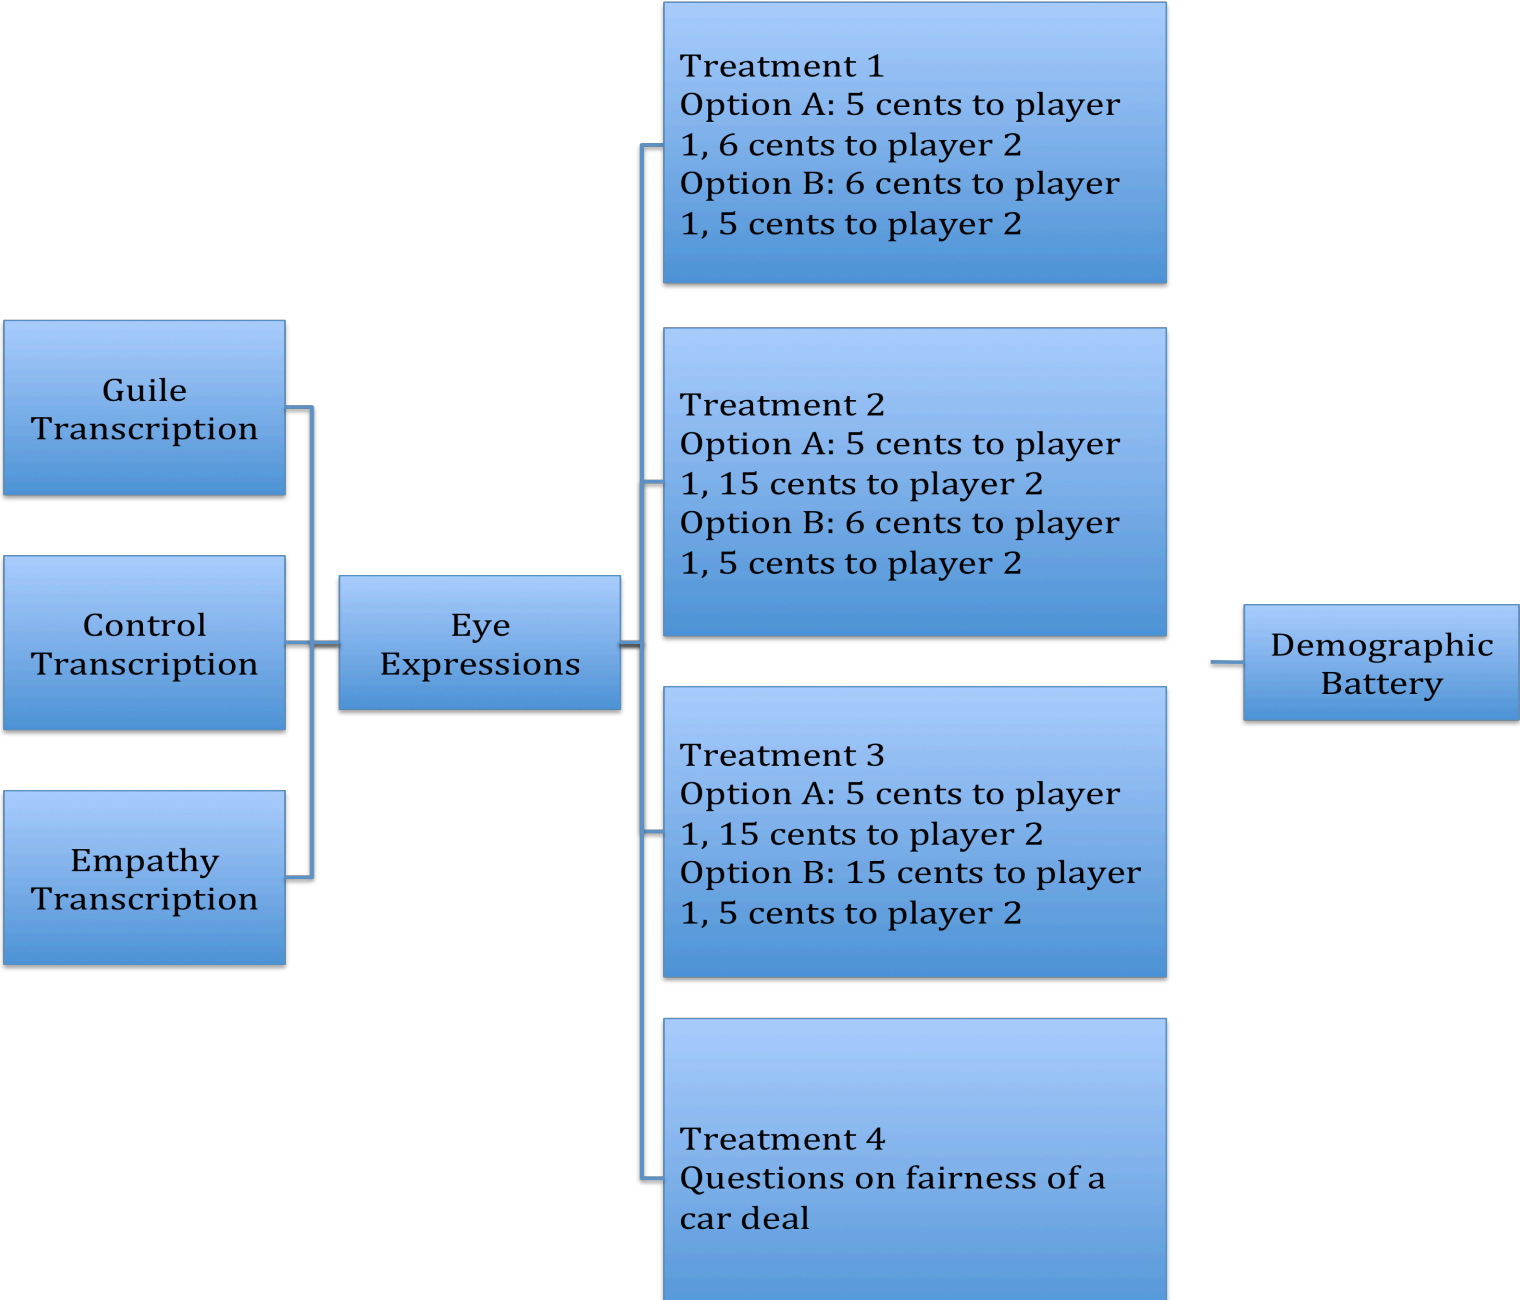 Guile
Transcription
Control
Transcription
Empathy
Transcription
Eye
Expressions
Treatment 1
Option A: 5 cents to player
1, 6 cents to player 2
Option B: 6 cents to player
1, 5 cents to player 2
Treatment 2
Option A: 5 cents to player
1, 15 cents to player 2
Option B: 6 cents to player
1, 5 cents to player 2
Treatment 3
Option A: 5 cents to player
1, 15 cents to player 2
Option B: 15 cents to player
1, 5 cents to player 2
Treatment 4
Questions on fairness of a
car deal
Demographic
Battery